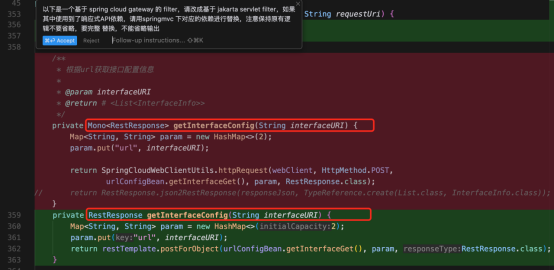 45
356
357
358
String requestUri) {
以下是一个基于 spring cloud gateway 的 filter，请改成基于 jakarta servlet filter，如果
其中使用到了响应式API依赖，请用springmvc 下对应的依赖进行替换，注意保持原有逻
辑不要省略，要完整 替换，不能省略输出
⌘⏎ Accept Reject Follow-up instructions... ⇧⌘K
/**
* 根据url获取接口配置信息
*
* @param interfaceURI
* @return # <List<InterfaceInfo>>
*/
private Mono<RestResponse> getInterfaceConfig(String interfaceURI) {
Map<String, String> param = new HashMap<>(2);
param.put("url", interfaceURI);
return SpringCloudWebClientUtils.httpRequest(webClient, HttpMethod.POST,
urlConfigBean.getInterfaceGet(), param, RestResponse.class);
// return RestResponse.json2RestResponse(responseJson, TypeReference.create(List.class, InterfaceInfo.class));
}
359 private RestResponse getInterfaceConfig(String interfaceURI) {
360 Map<String, String> param = new HashMap<>(initialCapacity:2);
361 param.put(key:"url", interfaceURI);
362 return restTemplate.postForObject(urlConfigBean.getInterfaceGet(), param, responseType:RestResponse.class);
363 }